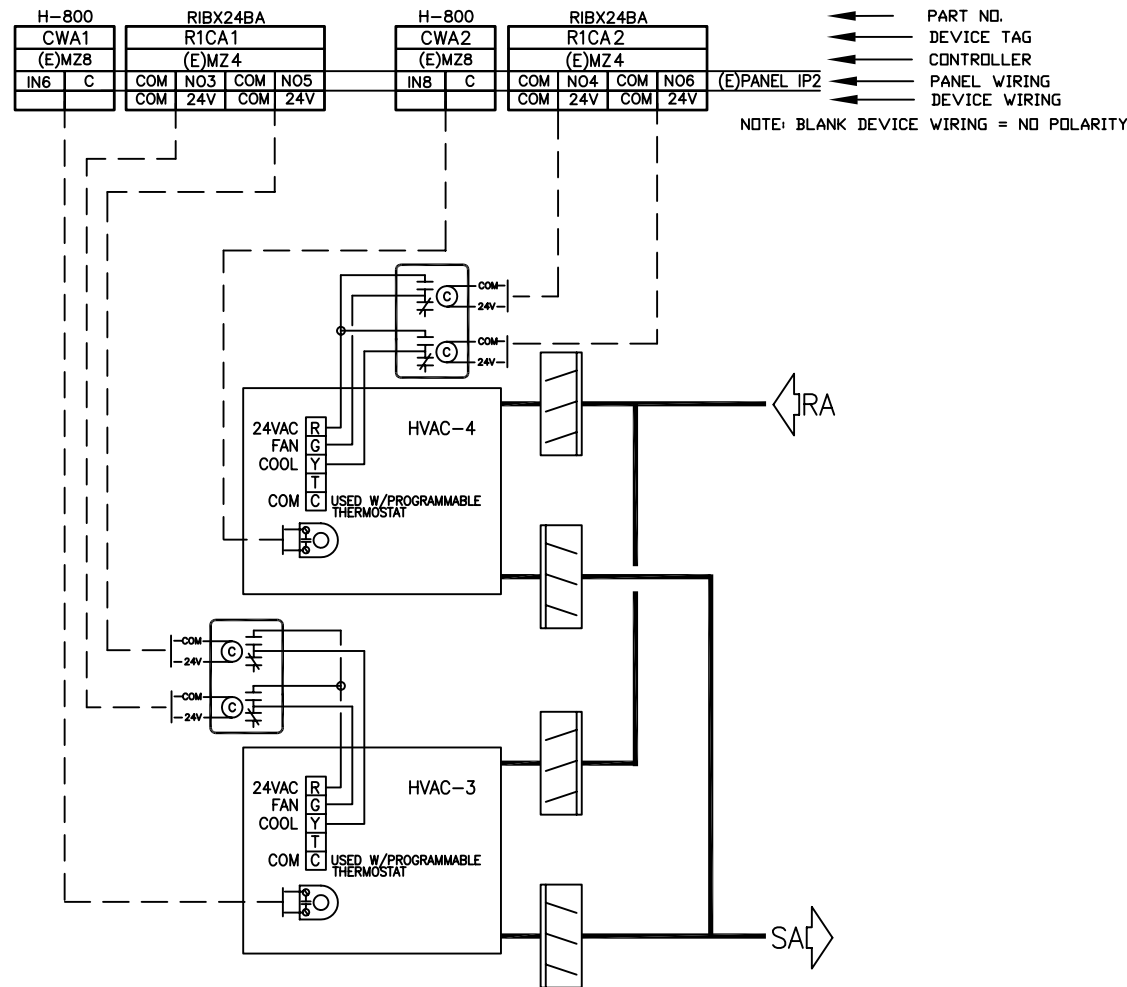 H-800 RIBX24BA H-800 RIBX24BA PART NO.
CWA1 R1CA1 CWA2 R1CA2 DEVICE TAG
(E)MZ8 (E)MZ4 (E)MZ8 (E)MZ4 CONTROLLER
IN6 C COM NO3 COM NO5 IN8 C COM NO4 COM NO6 (E)PANEL IP2 PANEL WIRING
COM 24V COM 24V COM 24V COM 24V DEVICE WIRING
NOTE: BLANK DEVICE WIRING = NO POLARITY
COM
C
24V
COM
C
24V
RA
24VAC R HVAC-4
FAN G
COOL Y
T
COM C USED W/PROGRAMMABLE
THERMOSTAT
COM
C
24V
COM
C
24V
24VAC R HVAC-3
FAN G
COOL Y
T
COM C USED W/PROGRAMMABLE
THERMOSTAT
SA